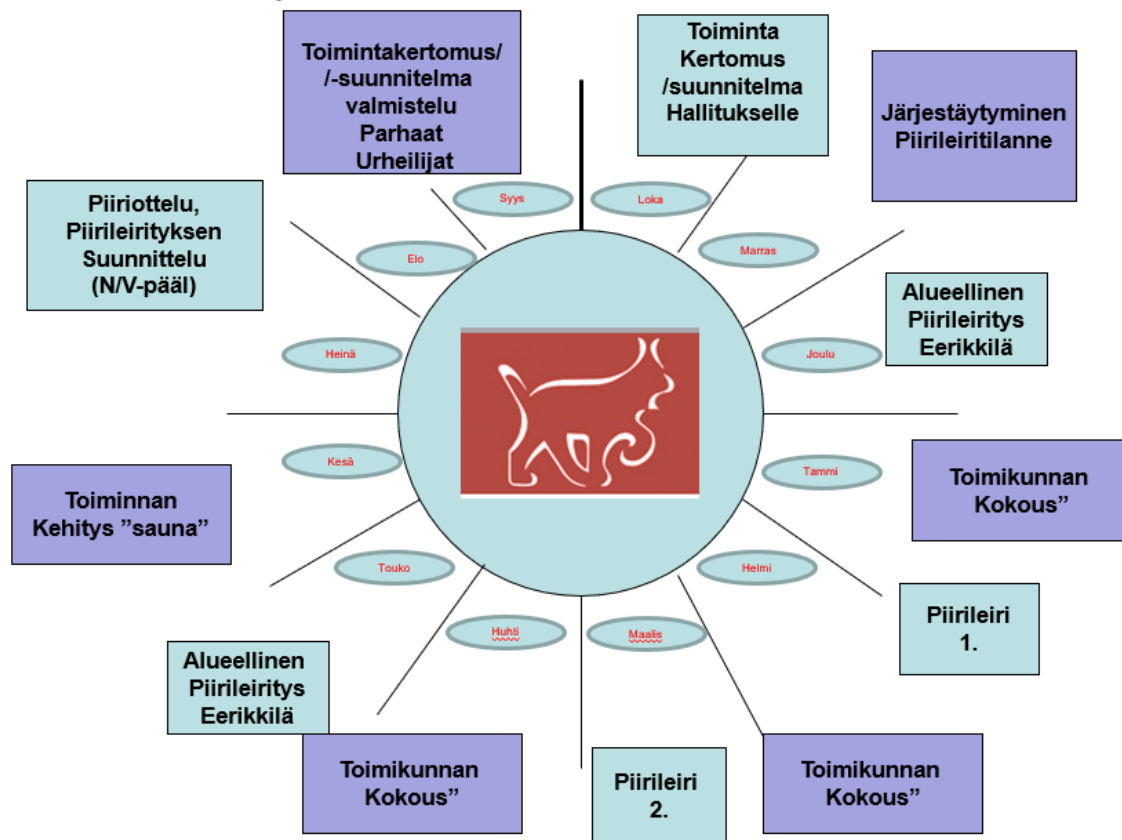 Toimintakertomus/
/-suunnitelma
valmistelu
Parhaat
Urheilijat
Toiminta
Kertomus
/suunnitelma
Hallitukselle
Järjestäytyminen
Piirileiritilanne
Piiriottelu,
Piirileirityksen
Suunnittelu
(N/V-pääl)
Syys
Loka
Elo
Marras
Alueellinen
Piirileiritys
Eerikkilä
Heinä
Joulu
Kesä
Tammi
Toiminnan
Kehitys ”sauna”
Toimikunnan
Kokous”
Touko
Helmi
Huhti
Maalis
Piirileiri
1.
Alueellinen
Piirileiritys
Eerikkilä
Toimikunnan
Kokous”
Piirileiri
2.
Toimikunnan
Kokous”